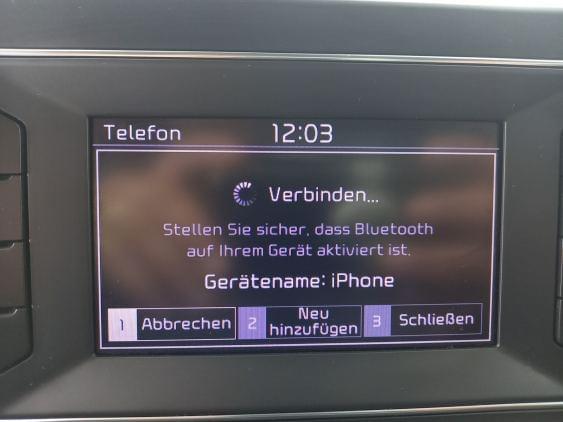 Telefon 12:03
Verbinden...
Stellen Sie sicher, dass Bluetooth
auf Ihrem Gerät aktiviert ist.
Gerätename: iPhone
1 Abbrechen 2 Neu hinzufügen 3 Schließen